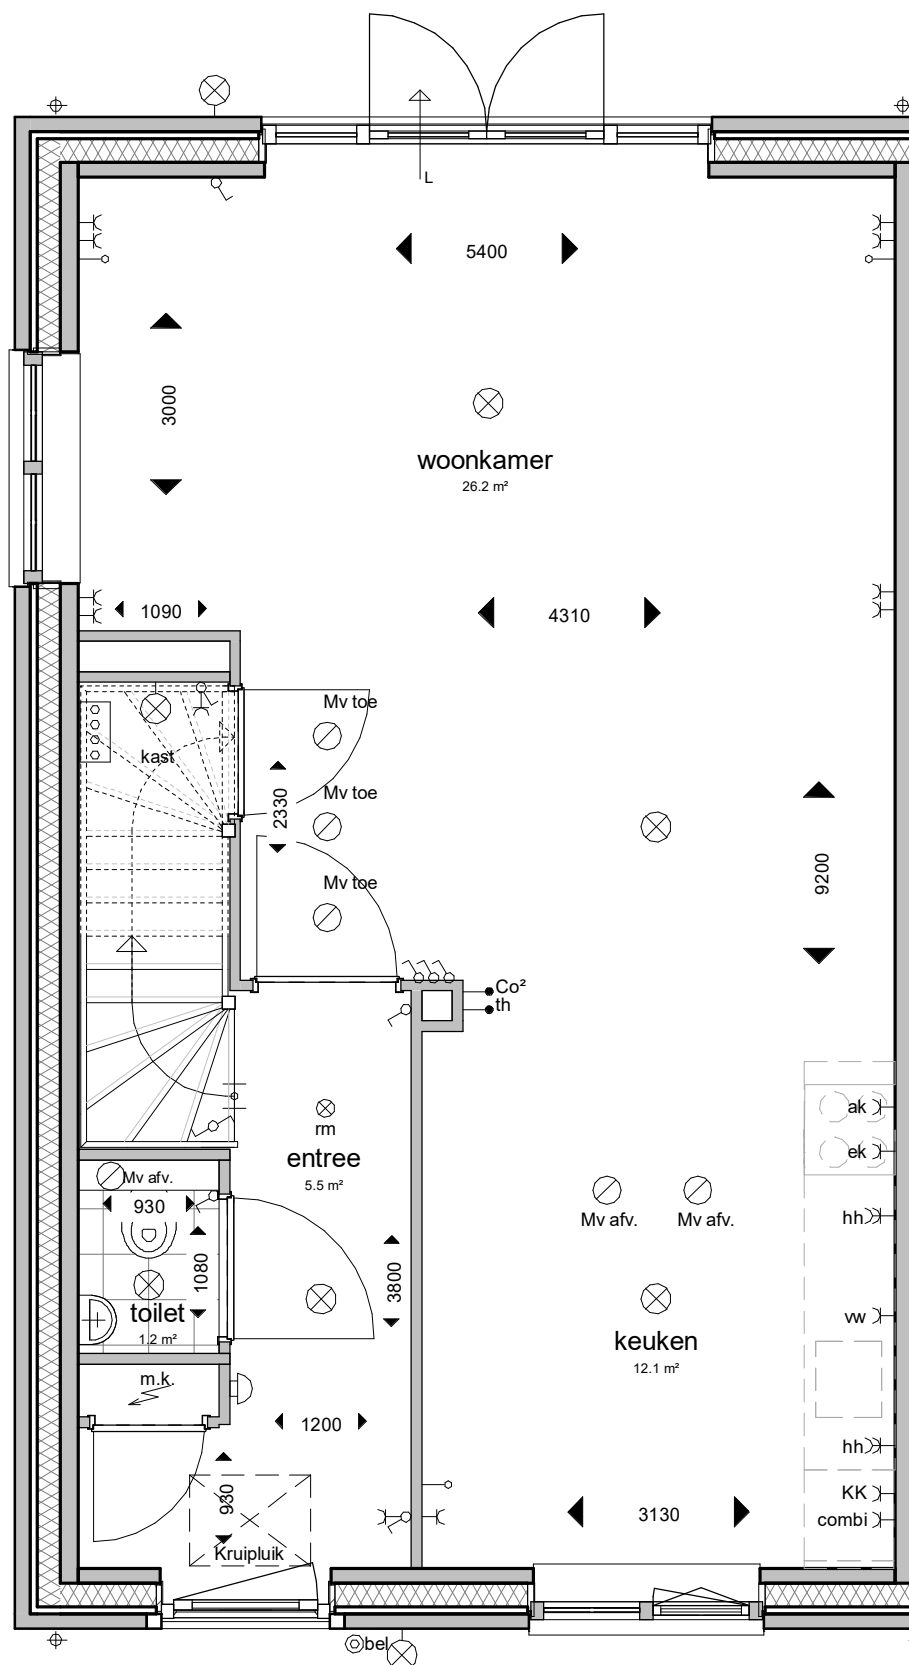 L
5400
3000
woonkamer
26.2 m²
1090
4310
Mv toe
kast
Mv toe
2330
9200
Mv toe
Co²
th
ak
rm
entree
5.5 m²
ek
Mv afv.
930
hh
Mv afv.
Mv afv.
1080
3800
toilet
1.2 m²
vw
keuken
12.1 m²
m.k.
1200
hh
930
KK
3130
combi
Kruipluik
bel